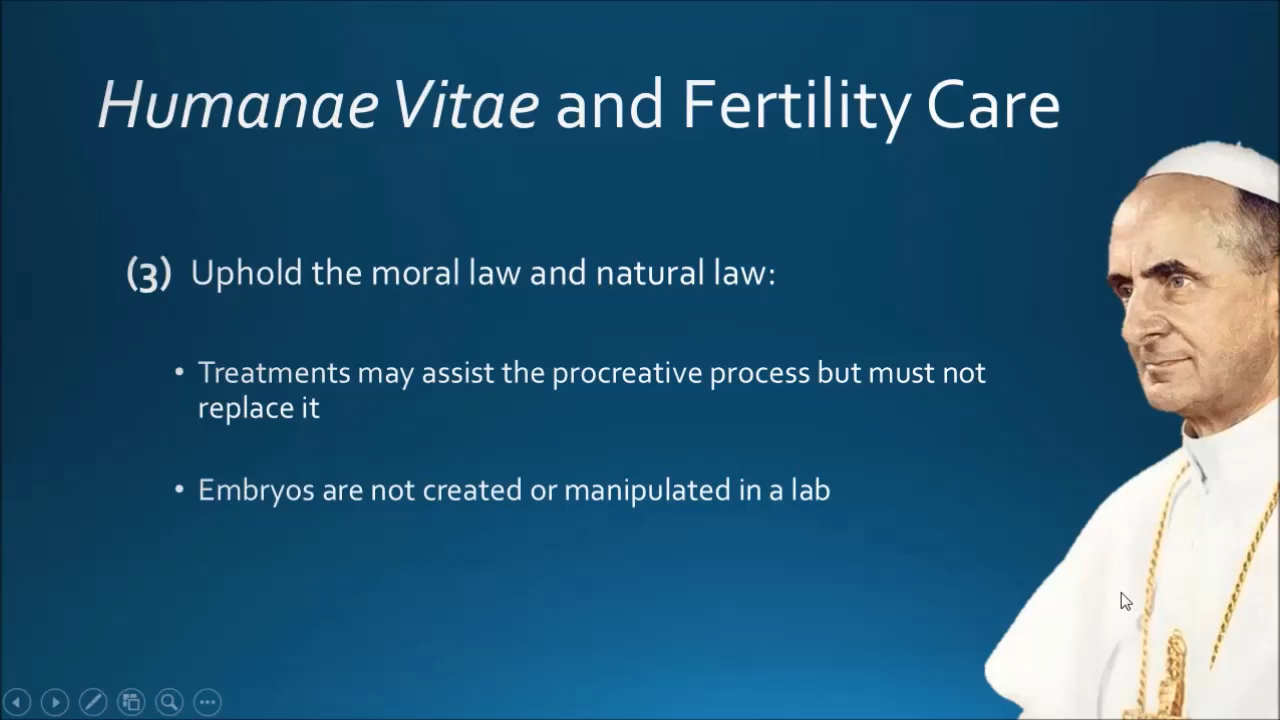 Humanae Vitae and Fertility Care
(3) Uphold the moral law and natural law:
• Treatments may assist the procreative process but must not
replace it
• Embryos are not created or manipulated in a lab